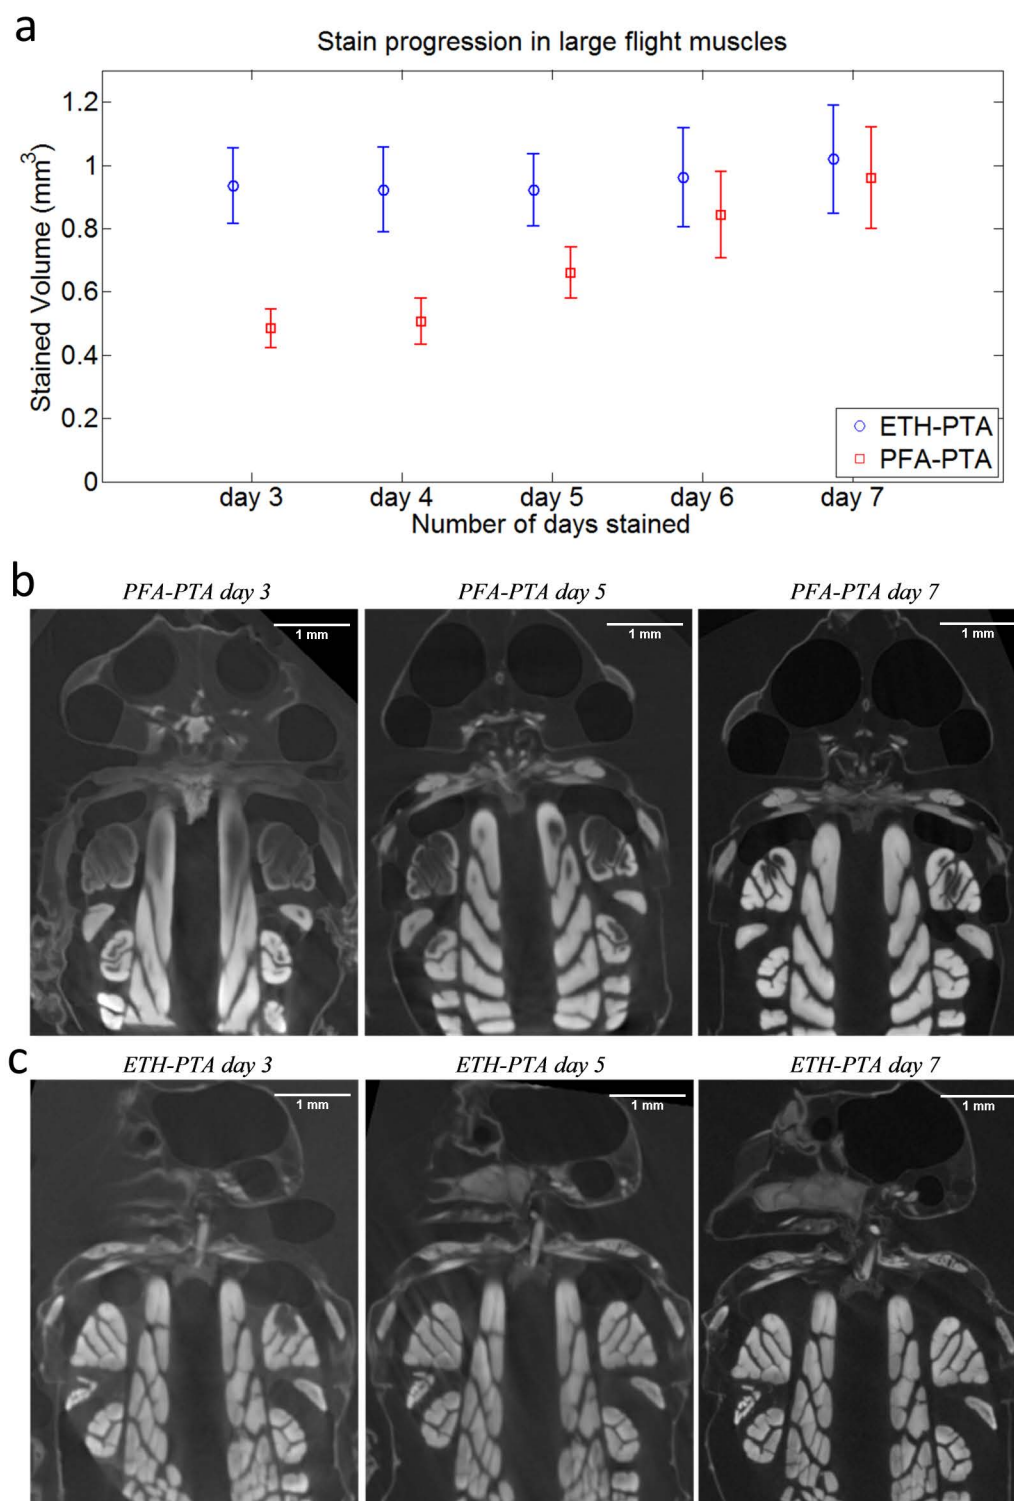 a
Stain progression in large flight muscles
Stained Volume (mm³)
1.2
1
0.8
0.6
0.4
0.2
0
day 3 day 4 day 5 day 6 day 7
Number of days stained
ETH-PTA
PFA-PTA
b
PFA-PTA day 3 PFA-PTA day 5 PFA-PTA day 7
1 mm 1 mm 1 mm
c
ETH-PTA day 3 ETH-PTA day 5 ETH-PTA day 7
1 mm 1 mm 1 mm